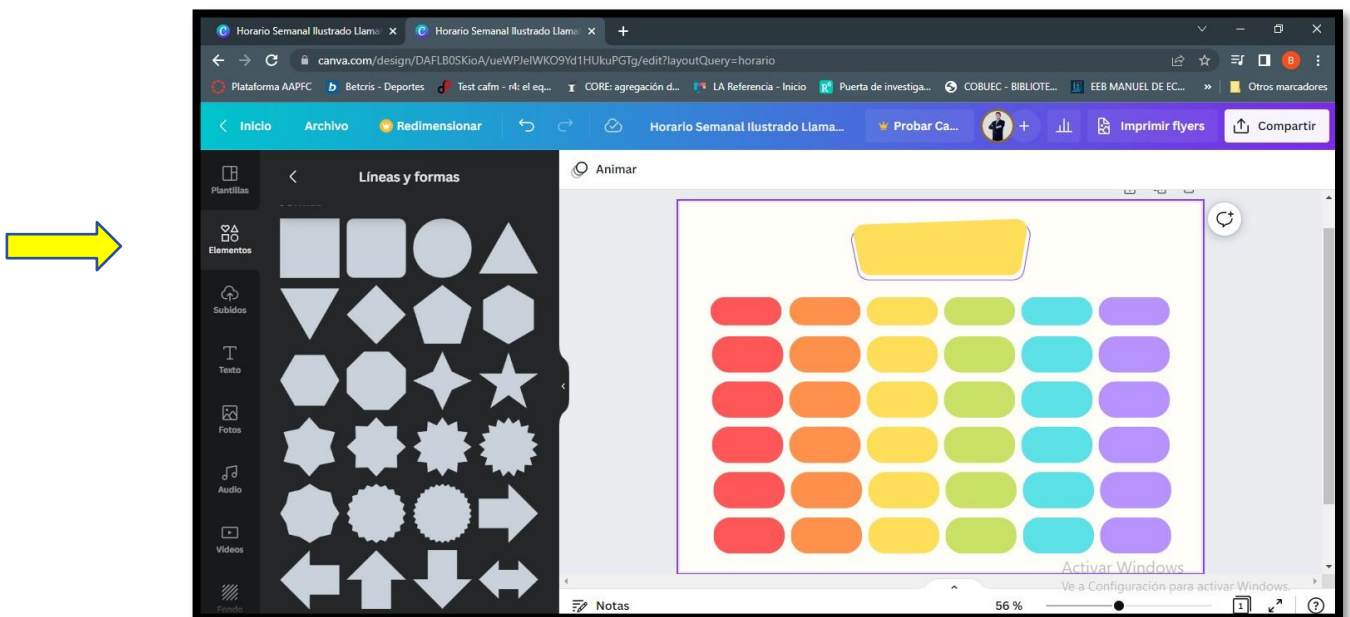 Horario Semanal Ilustrado Llama
Horario Semanal Ilustrado Llama
canva.com/design/DAFLB0SKioA/ueWPJeIWKO9Yd1HUkuPGTg/edit?layoutQuery=horario
Plataforma AAPFC
Betcris - Deportes
Test cafm - r4: el eq...
CORE: agregación d...
LA Referencia - Inicio
Puerta de investiga...
COBUEC - BIBLIOTE...
EEB MANUEL DE EC...
»
Otros marcadores
Inicio
Archivo
Redimensionar
Horario Semanal Ilustrado Llama...
Probar Ca...
Imprimir flyers
Compartir
Plantillas
Elementos
Subidos
Texto
Fotos
Audio
Videos
Fondo
Líneas y formas
Animar
Activar Windows
Ve a Configuración para activar Windows.
Notas
56 %
1